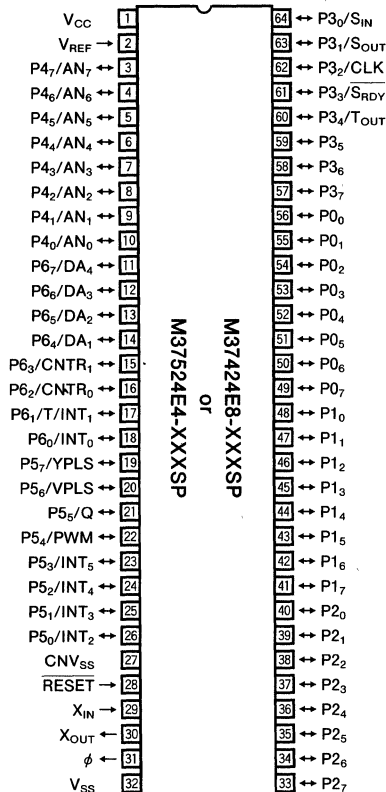 VCC 1
VREF → 2
P47/AN7 ↔ 3
P46/AN6 ↔ 4
P45/AN5 ↔ 5
P44/AN4 ↔ 6
P43/AN3 ↔ 7
P42/AN2 ↔ 8
P41/AN1 ↔ 9
P40/AN0 ↔ 10
P67/DA4 ↔ 11
P66/DA3 ↔ 12
P65/DA2 ↔ 13
P64/DA1 ↔ 14
P63/CNTR1 ↔ 15
P62/CNTR0 ↔ 16
P61/T/INT1 ↔ 17
P60/INT0 ↔ 18
P57/YPLS ↔ 19
P56/VPLS ↔ 20
P55/Q ↔ 21
P54/PWM ↔ 22
P53/INT5 ↔ 23
P52/INT4 ↔ 24
P51/INT3 ↔ 25
P50/INT2 ↔ 26
CNVSS 27
RESET → 28
XIN → 29
XOUT ← 30
ϕ ← 31
VSS 32
M37424E8-XXXSP
or
M37524E4-XXXSP
64 ↔ P30/SIN
63 ↔ P31/SOUT
62 ↔ P32/CLK
61 ↔ P33/SRDY
60 ↔ P34/TOUT
59 ↔ P35
58 ↔ P36
57 ↔ P37
56 ↔ P00
55 ↔ P01
54 ↔ P02
53 ↔ P03
52 ↔ P04
51 ↔ P05
50 ↔ P06
49 ↔ P07
48 ↔ P10
47 ↔ P11
46 ↔ P12
45 ↔ P13
44 ↔ P14
43 ↔ P15
42 ↔ P16
41 ↔ P17
40 ↔ P20
39 ↔ P21
38 ↔ P22
37 ↔ P23
36 ↔ P24
35 ↔ P25
34 ↔ P26
33 ↔ P27